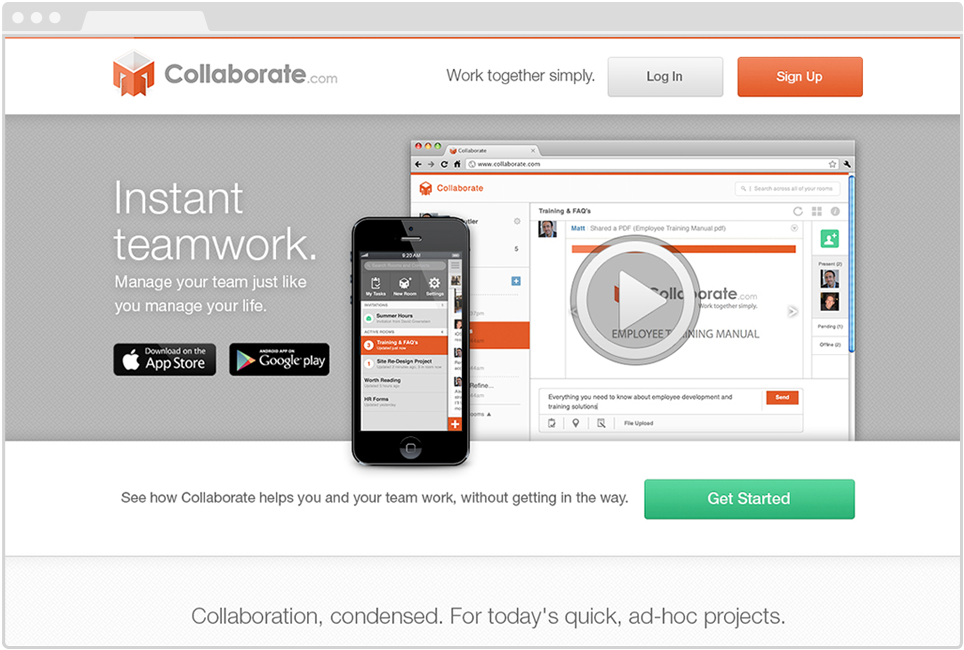 Collaborate.com
Work together simply.
Log In
Sign Up
Instant
teamwork.
Manage your team just like
you manage your life.
Download on the
App Store
ANDROID APP ON
Google play
Collaborate
www.collaborate.com
Collaborate
Search across all of your rooms
5
Training & FAQ's
Matt Shared a PDF (Employee Training Manual.pdf)
Collaborate.com
Work together simply.
EMPLOYEE TRAINING MANUAL
Present (2)
Pending (1)
Offline (2)
Everything you need to know about employee development and
training solutions
Send
File Upload
9:20 AM
My Tasks
New Room
Settings
INVITATIONS
Summer Hours
ACTIVE ROOMS
3
Training & FAQ's
Updated just now
1
Site Re-Design Project
Worth Reading
HR Forms
Updated yesterday
See how Collaborate helps you and your team work, without getting in the way.
Get Started
Collaboration, condensed. For today's quick, ad-hoc projects.